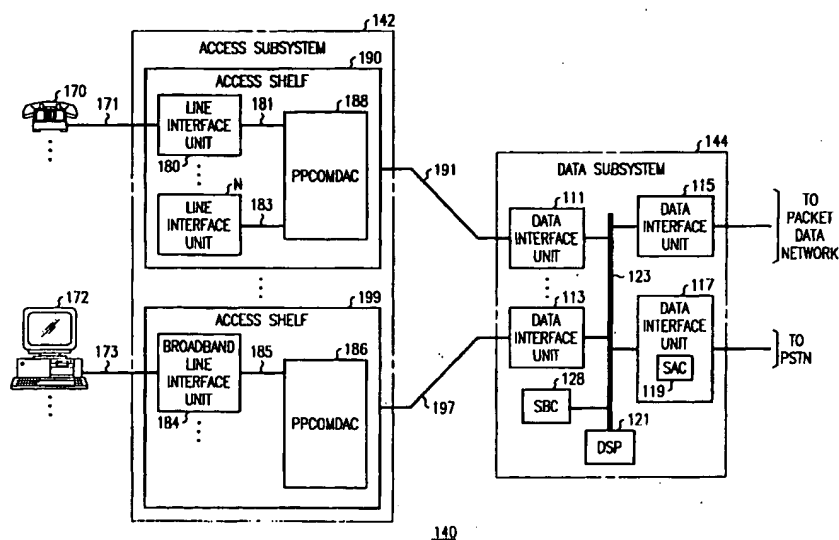 142
ACCESS SUBSYSTEM
190
ACCESS SHELF
170
171
LINE
INTERFACE
UNIT
180
181
188
PPCOMDAC
N
LINE
INTERFACE
UNIT
183
191
144
DATA SUBSYSTEM
111
DATA
INTERFACE
UNIT
115
DATA
INTERFACE
UNIT
TO
PACKET
DATA
NETWORK
123
172
173
199
ACCESS SHELF
BROADBAND
LINE
INTERFACE
UNIT
184
185
186
PPCOMDAC
197
113
DATA
INTERFACE
UNIT
117
DATA
INTERFACE
UNIT
SAC
119
TO
PSTN
128
SBC
121
DSP
140